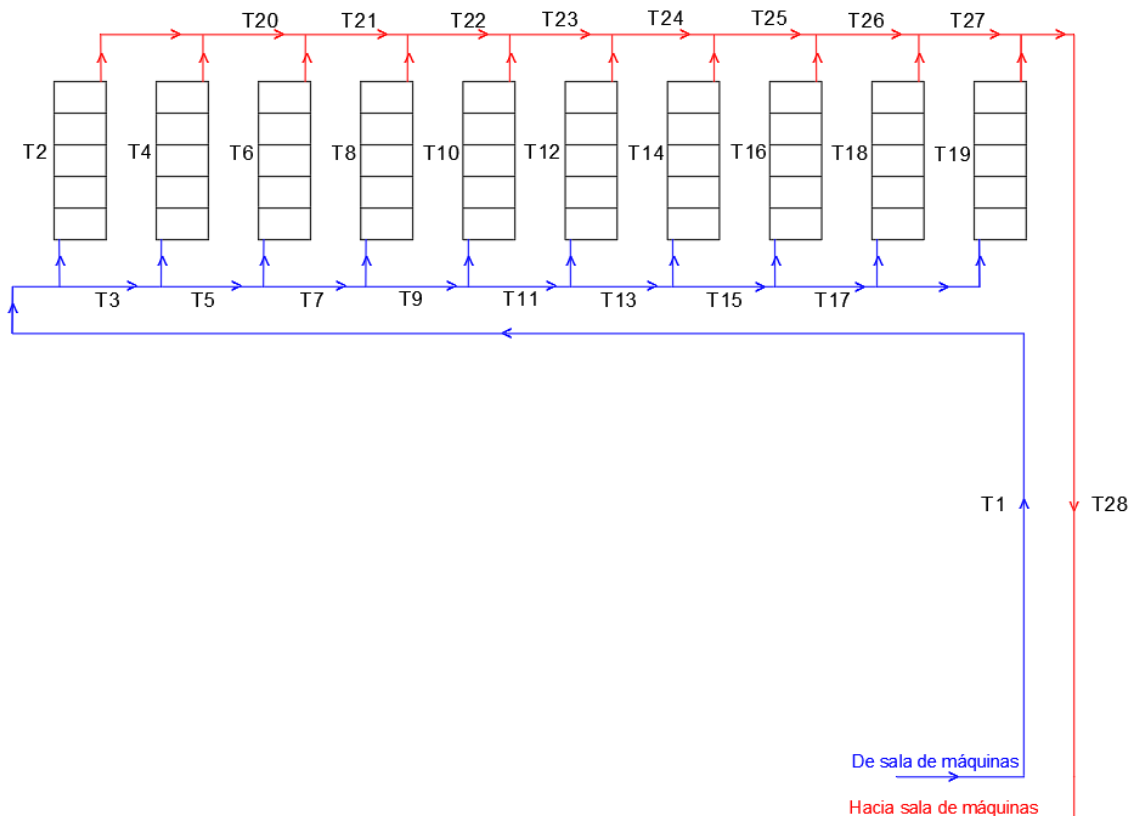 T20 T21 T22 T23 T24 T25 T26 T27
T2 T4 T6 T8 T10 T12 T14 T16 T18 T19
T3 T5 T7 T9 T11 T13 T15 T17
T1 T28
De sala de máquinas
Hacia sala de máquinas